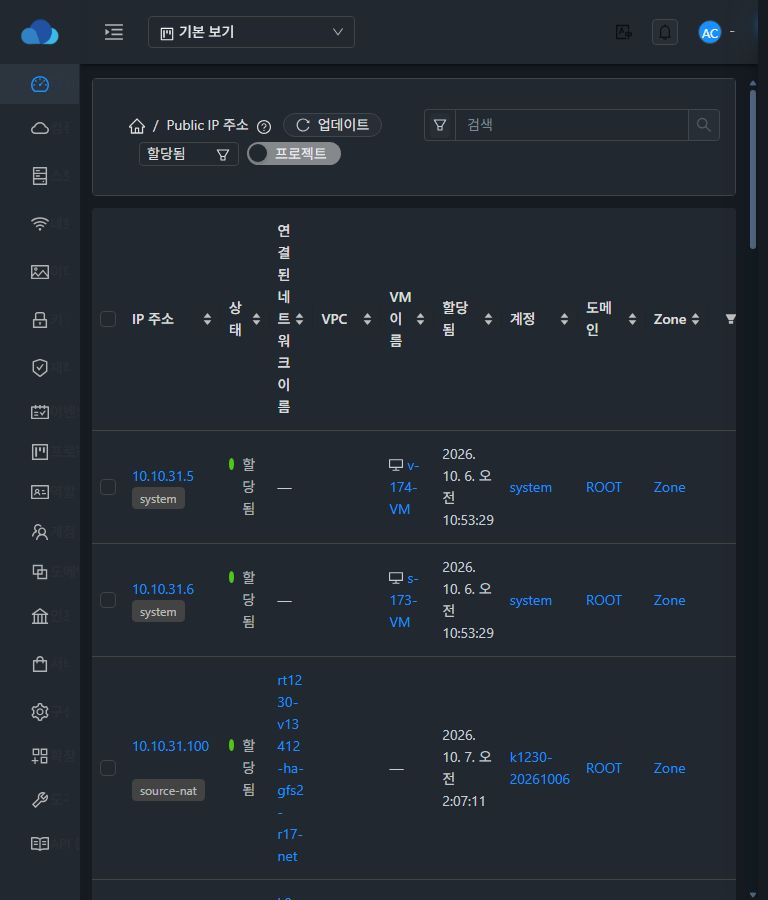 기본 보기
AC -
/ Public IP 주소 업데이트
검색
할당됨 프로젝트
IP 주소
상
태
연
결
된
네
트
워
크
이
름
VPC
VM
이
름
할당
됨
계정
도메
인
Zone
10.10.31.5
system
할
당
됨
—
v-
174-
VM
2026.
10. 6. 오
전
10:53:29
system
ROOT
Zone
10.10.31.6
system
할
당
됨
—
s-
173-
VM
2026.
10. 6. 오
전
10:53:29
system
ROOT
Zone
10.10.31.100
source-nat
할
당
됨
rt12
30-
v13
412
-ha-
gfs2
-
r17-
net
—
2026.
10. 7. 오
전
2:07:11
k1230-
20261006
ROOT
Zone